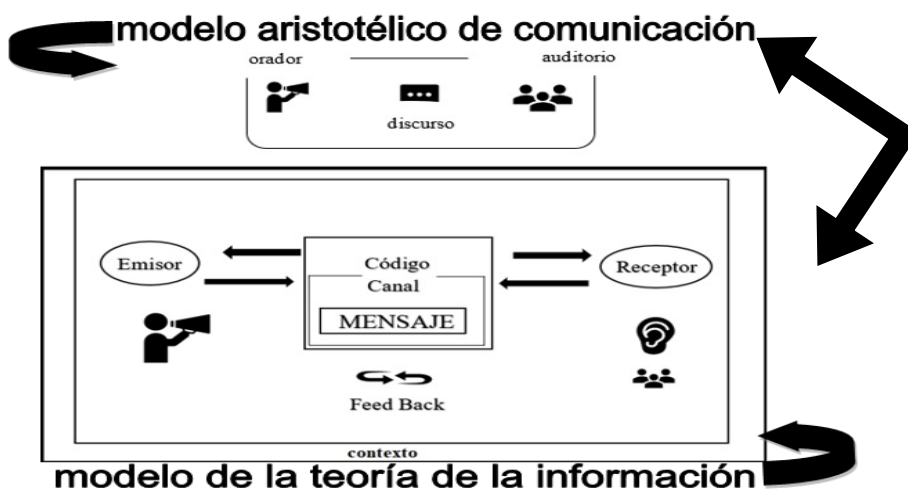 modelo aristotélico de comunicación
orador
auditorio
discurso
Emisor
Código
Canal
MENSAJE
Receptor
Feed Back
contexto
modelo de la teoría de la información